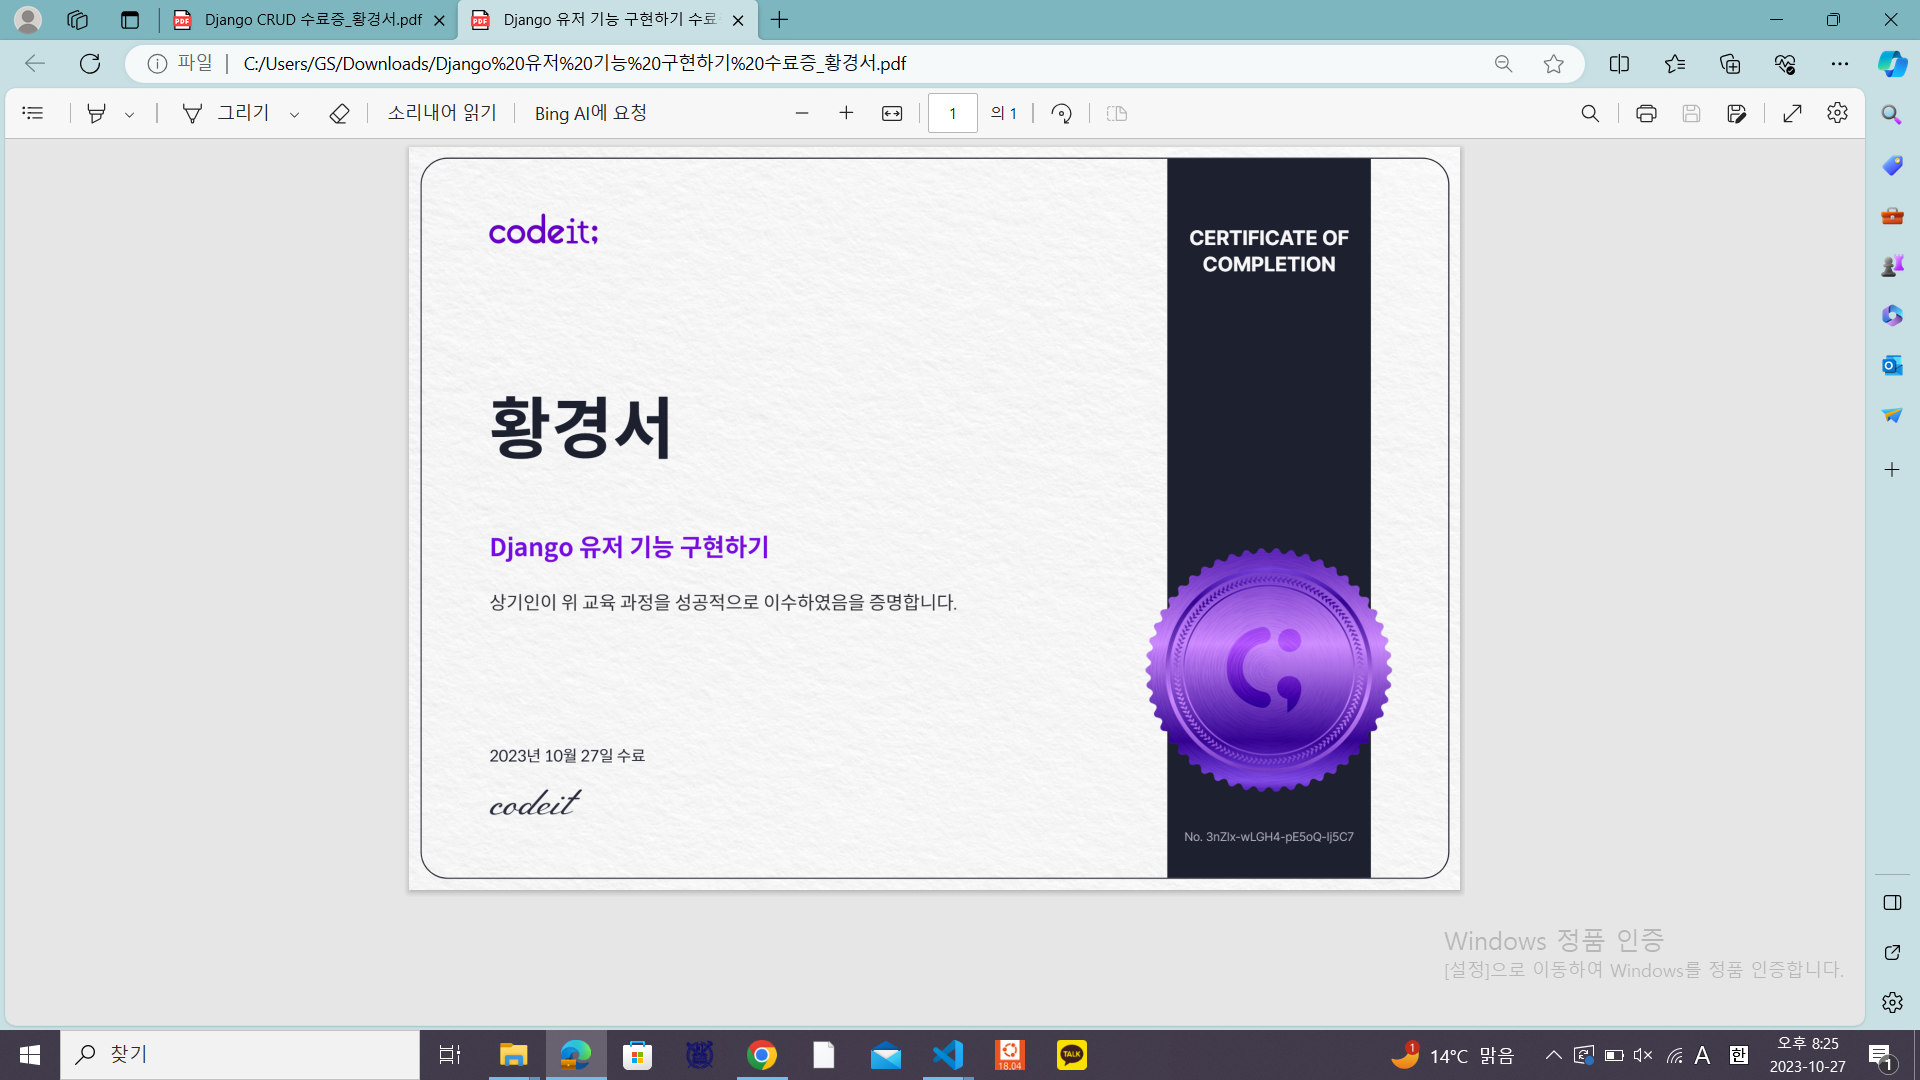 Django CRUD 수료증_황경서.pdf
Django 유저 기능 구현하기 수료
파일
C:/Users/GS/Downloads/Django%20유저%20기능%20구현하기%20수료증_황경서.pdf
그리기
소리내어 읽기
Bing AI에 요청
1
의 1
codeit;
CERTIFICATE OF
COMPLETION
황경서
Django 유저 기능 구현하기
상기인이 위 교육 과정을 성공적으로 이수하였음을 증명합니다.
2023년 10월 27일 수료
codeit
No. 3nZlx-wLGH4-pE5oQ-lj5C7
Windows 정품 인증
[설정]으로 이동하여 Windows를 정품 인증합니다.
찾기
18.04
TALK
1
14°C 맑음
A
한
오후 8:25
2023-10-27
1